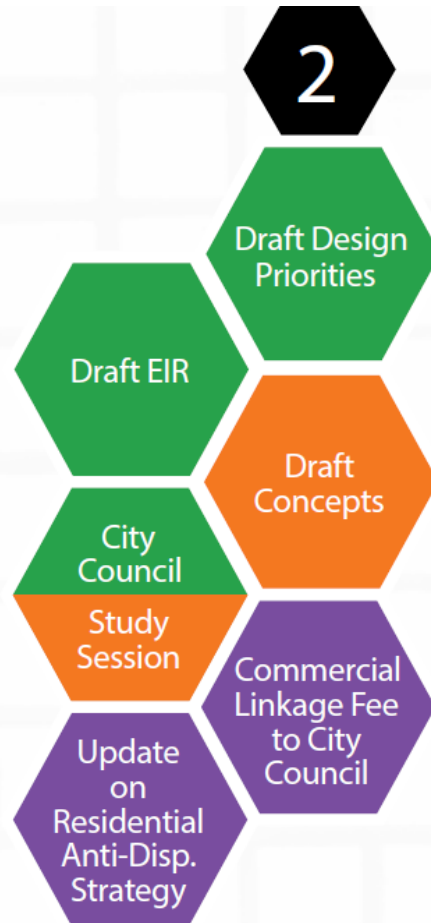 2
Draft Design
Priorities
Draft EIR
Draft
Concepts
City
Council
Study
Session
Commercial
Linkage Fee
to City
Council
Update
on
Residential
Anti-Disp.
Strategy